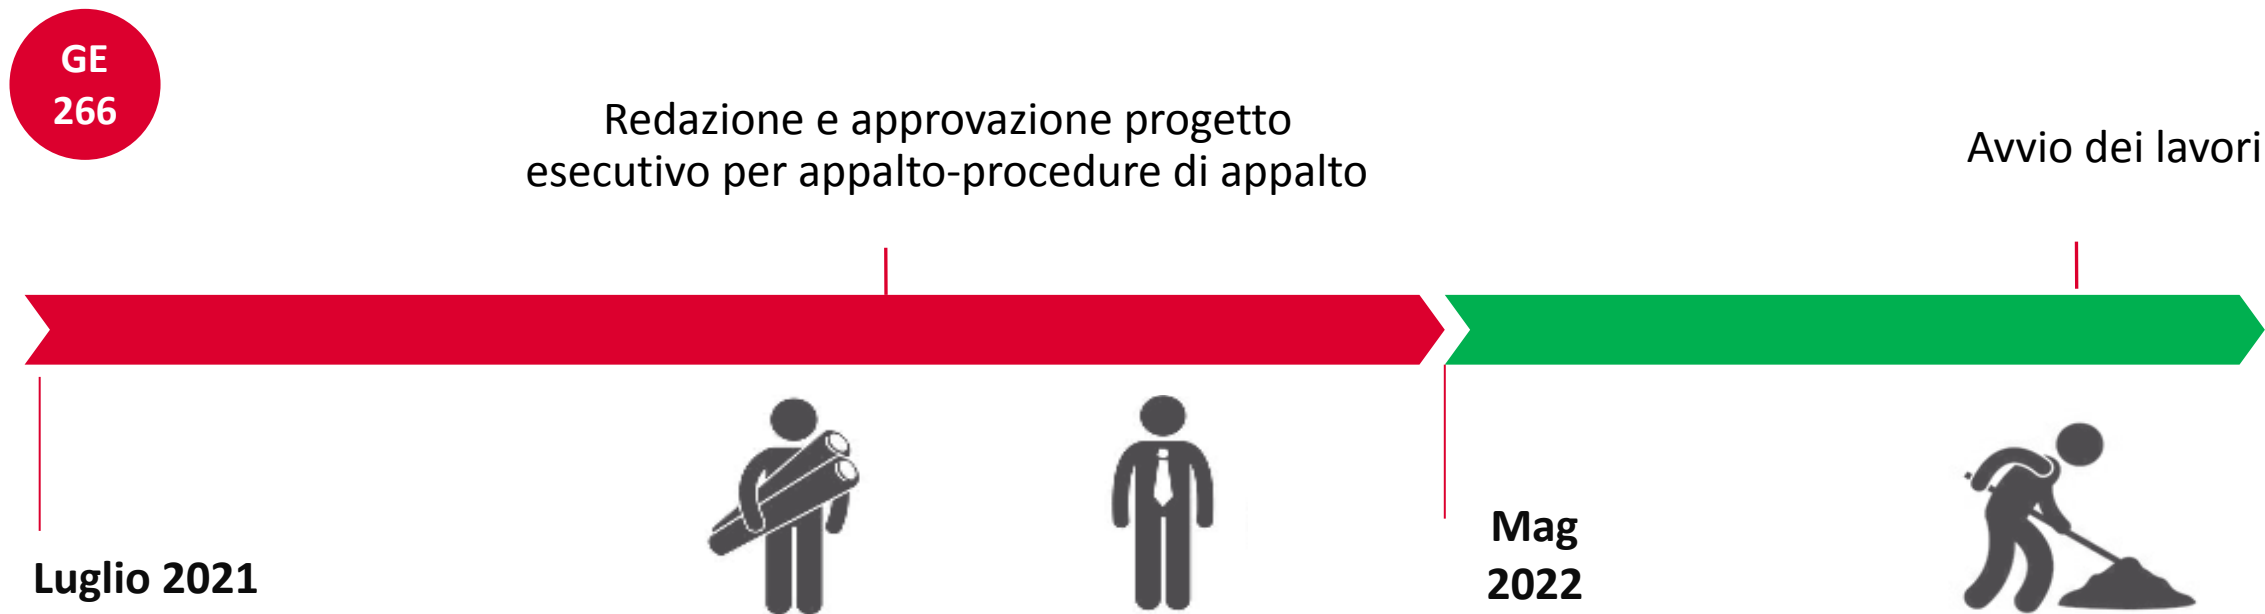 GE
266
Redazione e approvazione progetto
esecutivo per appalto-procedure di appalto
Avvio dei lavori
Luglio 2021
Mag
2022